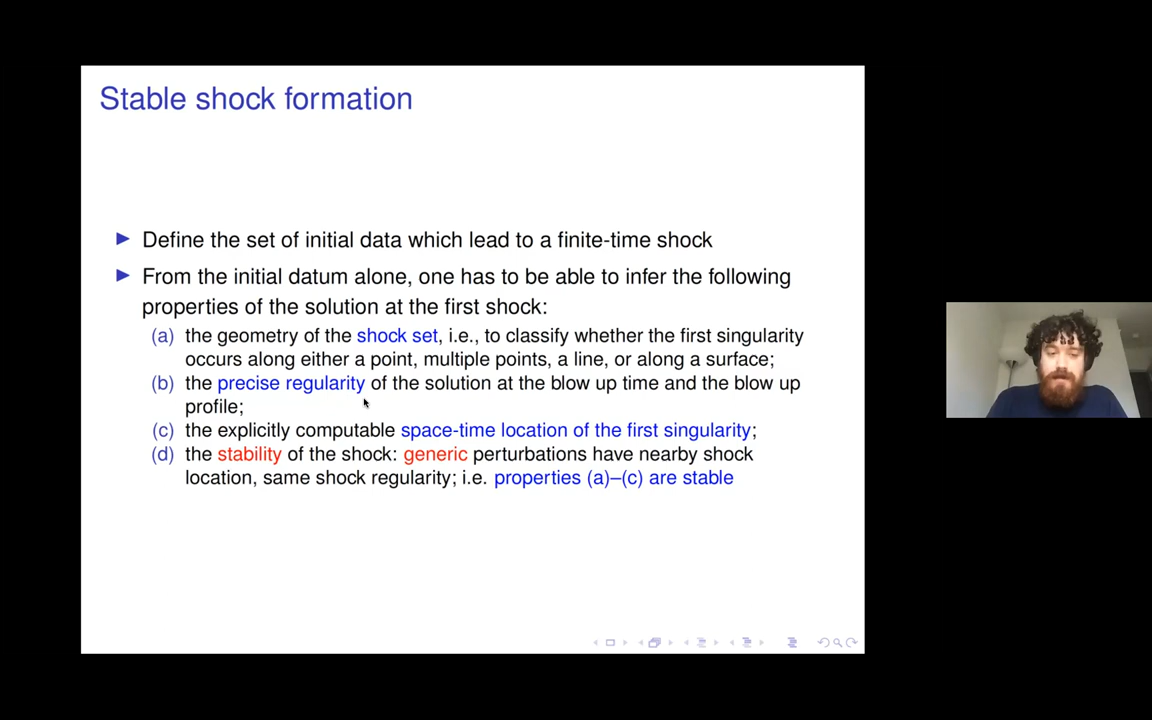 Stable shock formation
Define the set of initial data which lead to a finite-time shock
From the initial datum alone, one has to be able to infer the following
properties of the solution at the first shock:
(a) the geometry of the shock set, i.e., to classify whether the first singularity
occurs along either a point, multiple points, a line, or along a surface;
(b) the precise regularity of the solution at the blow up time and the blow up
profile;
(c) the explicitly computable space-time location of the first singularity;
(d) the stability of the shock: generic perturbations have nearby shock
location, same shock regularity; i.e. properties (a)–(c) are stable